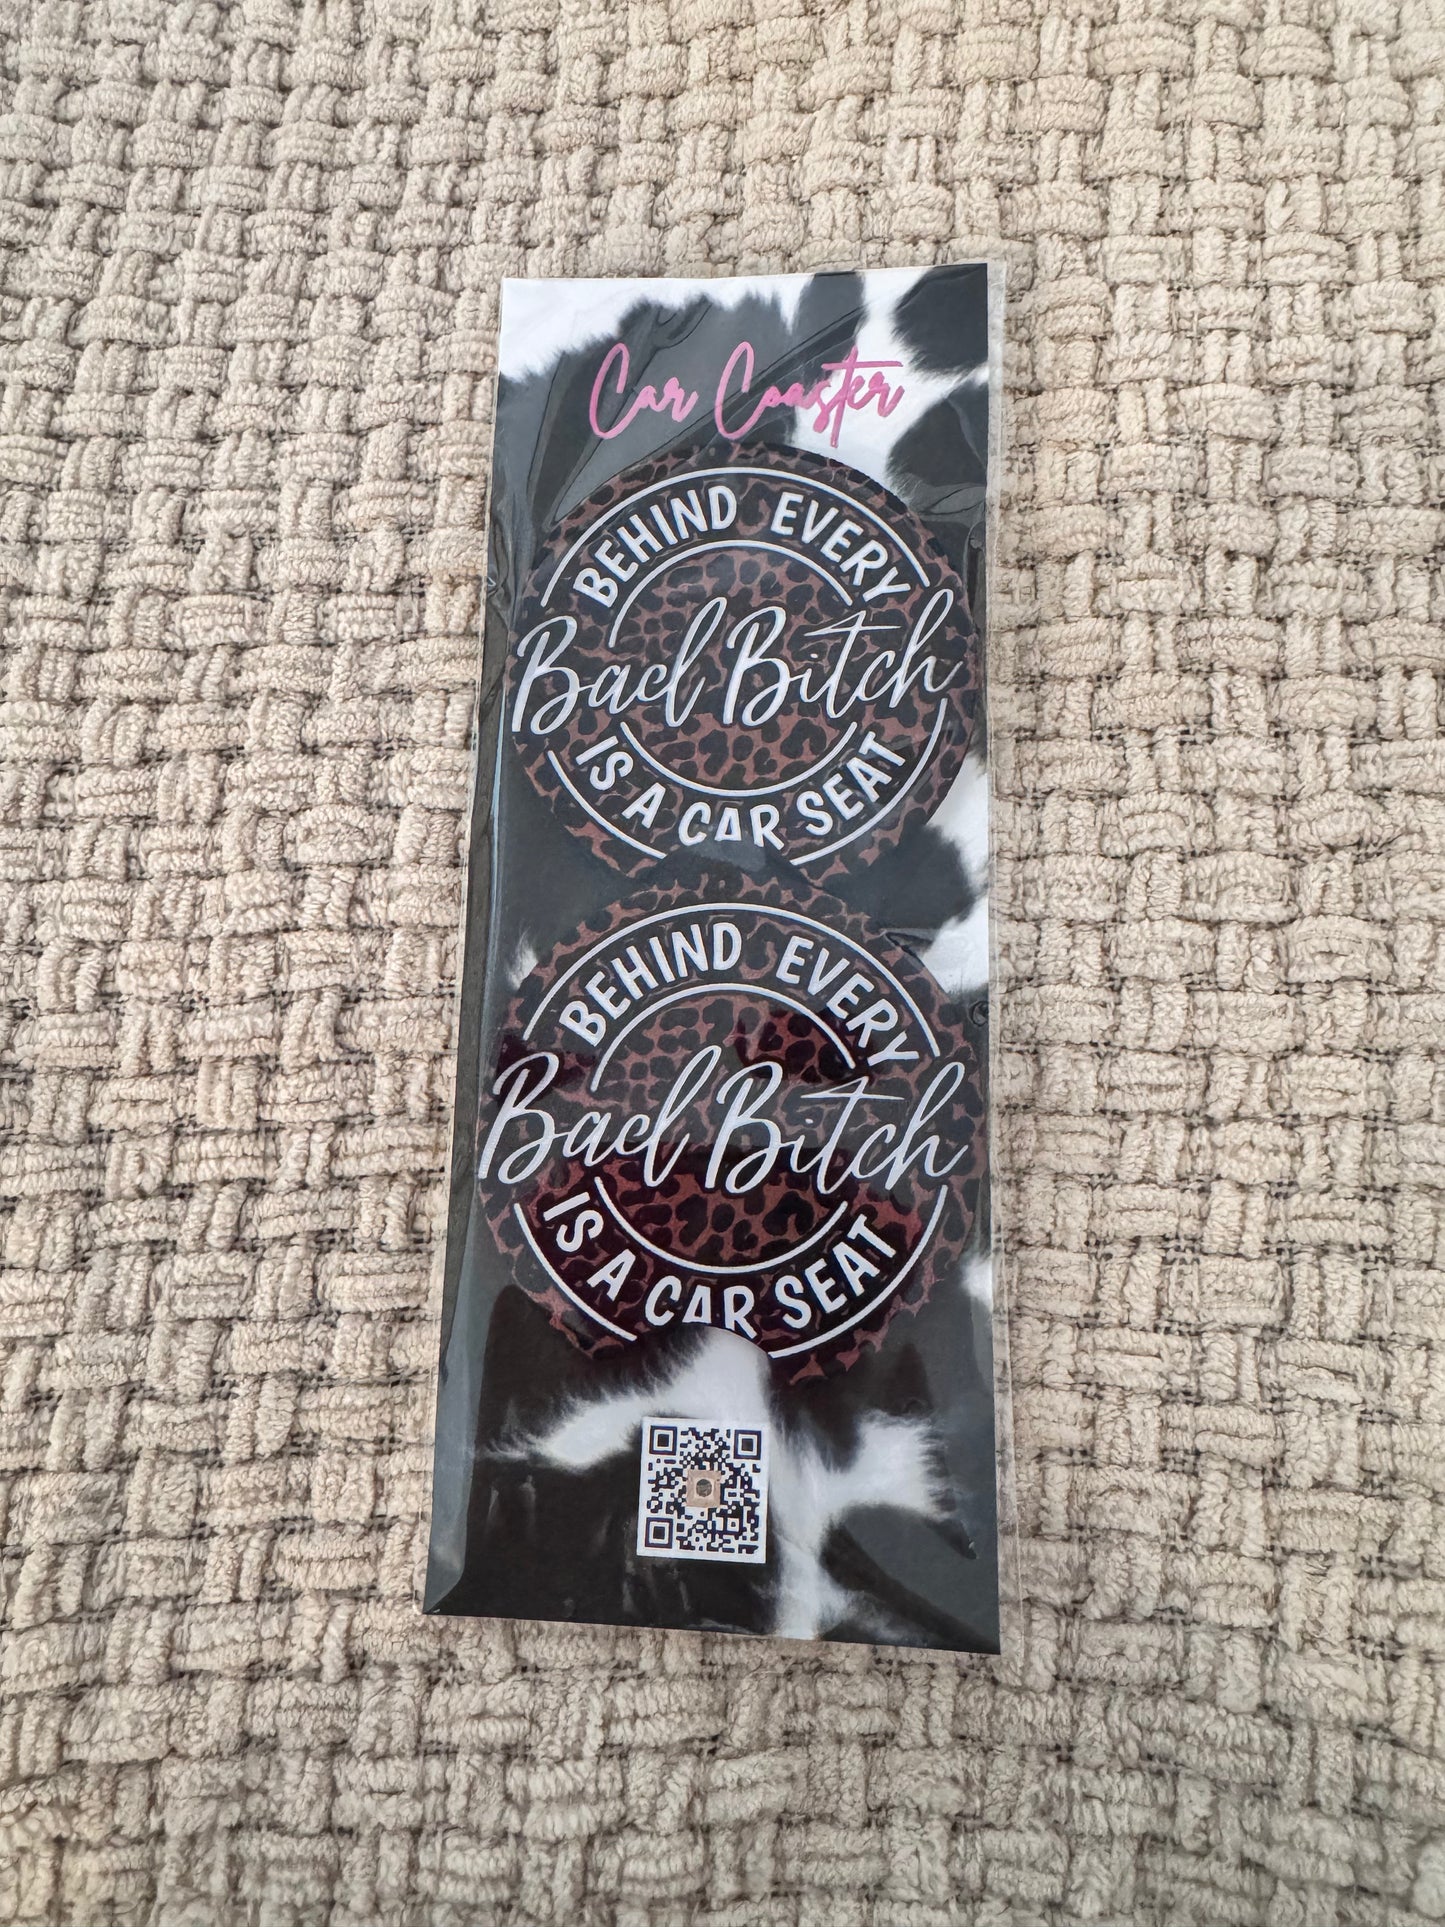 Car Coaster
BEHIND EVERY
Bad Bitch
IS A CAR SEAT
BEHIND EVERY
Bad Bitch
IS A CAR SEAT